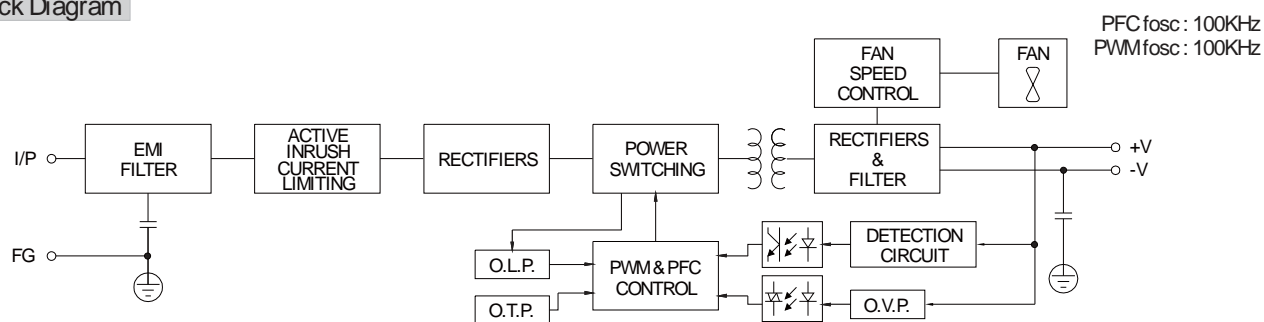 ck Diagram
PFC fosc : 100KHz
PWM fosc : 100KHz
FAN
SPEED
CONTROL
FAN
I/P
EMI
FILTER
ACTIVE
INRUSH
CURRENT
LIMITING
RECTIFIERS
POWER
SWITCHING
RECTIFIERS
&
FILTER
+V
-V
FG
O.L.P.
PWM & PFC
CONTROL
DETECTION
CIRCUIT
O.T.P.
O.V.P.